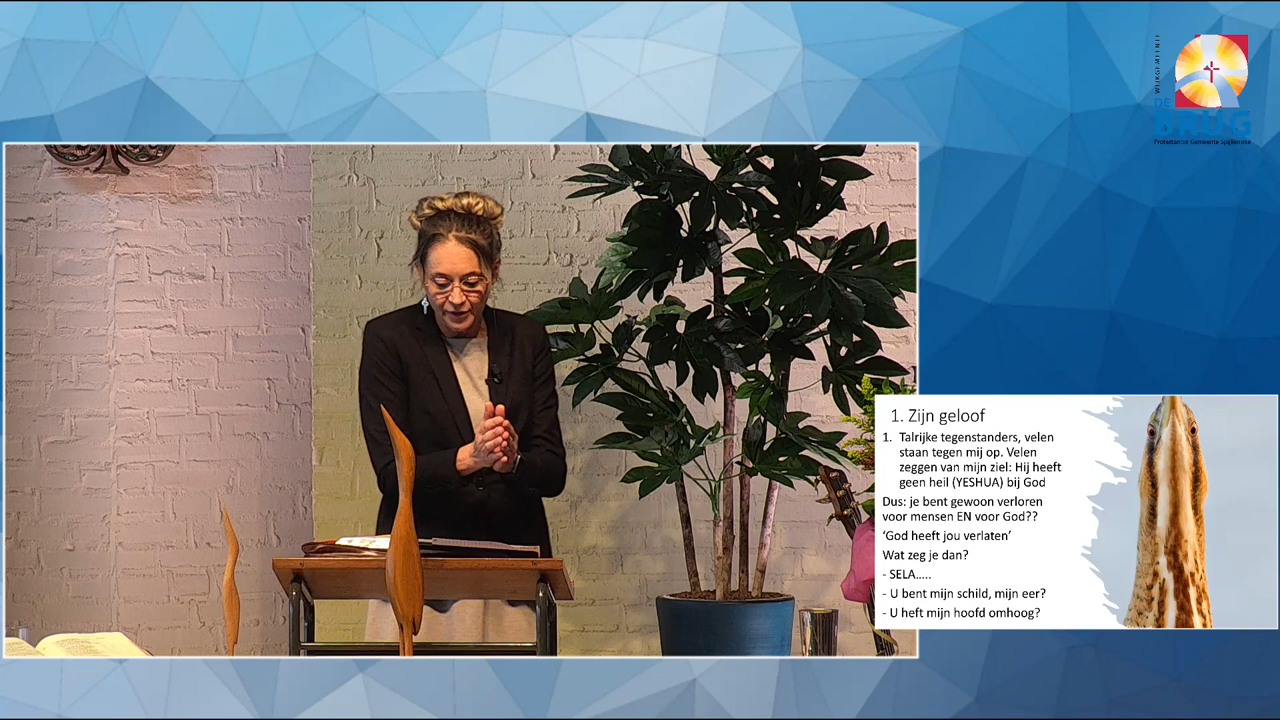 WIJKGEMEENTE
DE
BRUG
Protestantse Gemeente Spijkenisse
1. Zijn geloof
1. Talrijke tegenstanders, velen
staan tegen mij op. Velen
zeggen van mijn ziel: Hij heeft
geen heil (YESHUA) bij God
Dus: je bent gewoon verloren
voor mensen EN voor God??
‘God heeft jou verlaten’
Wat zeg je dan?
- SELA…..
- U bent mijn schild, mijn eer?
- U heft mijn hoofd omhoog?